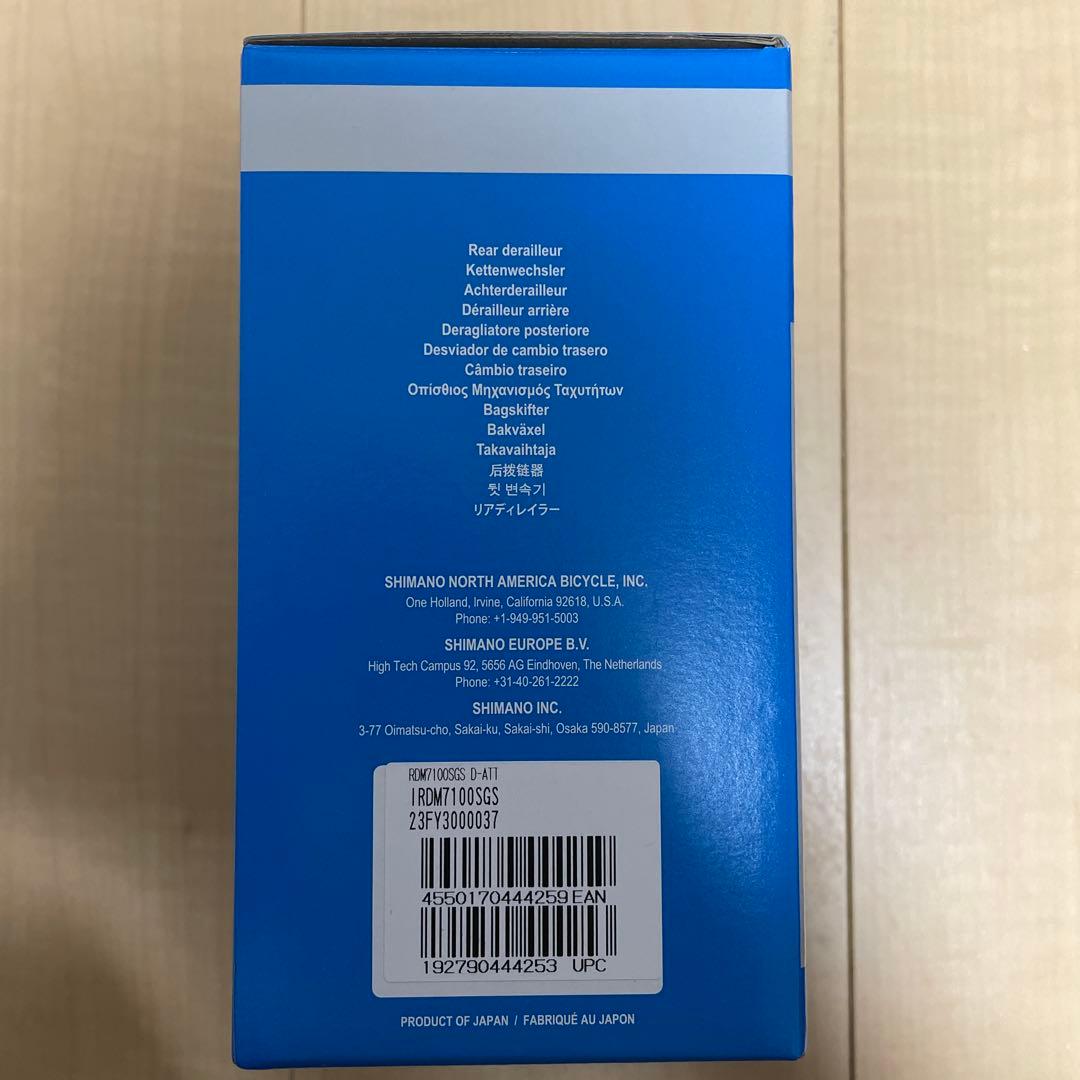 Rear derailleur
Kettenwechsler
Achterderailleur
Dérailleur arrière
Deragliatore posteriore
Desviador de cambio trasero
Câmbio traseiro
Οπίσθιος Μηχανισμός Ταχυτήτων
Bagskifter
Bakväxel
Takavaihtaja
后拨链器
뒷 변속기
リアディレイラー
SHIMANO NORTH AMERICA BICYCLE, INC.
One Holland, Irvine, California 92618, U.S.A.
Phone: +1-949-951-5003
SHIMANO EUROPE B.V.
High Tech Campus 92, 5656 AG Eindhoven, The Netherlands
Phone: +31-40-261-2222
SHIMANO INC.
3-77 Oimatsu-cho, Sakai-ku, Sakai-shi, Osaka 590-8577, Japan
RDM7100SGS D-ATT
IRDM7100SGS
23FY3000037
4550170444259 EAN
192790444253 UPC
PRODUCT OF JAPAN / FABRIQUÉ AU JAPON